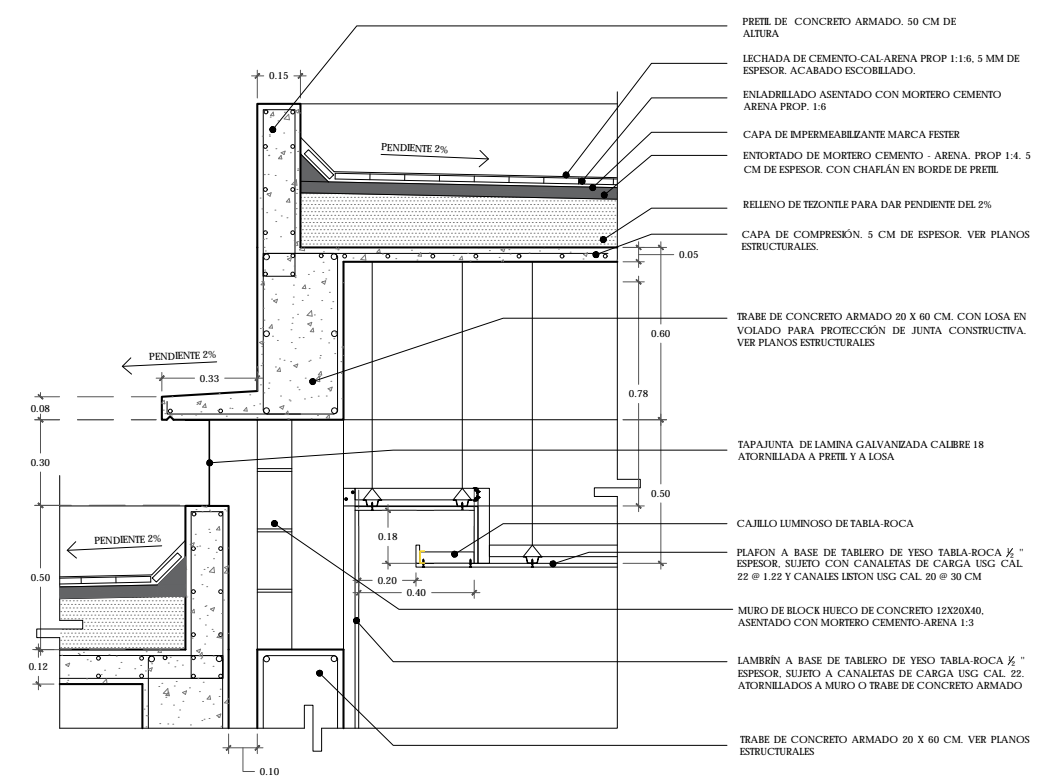 PRETIL DE CONCRETO ARMADO. 50 CM DE
ALTURA
LECHADA DE CEMENTO-CAL-ARENA PROP 1:1:6, 5 MM DE
ESPESOR. ACABADO ESCOBILLADO.
0.15
ENLADRILLADO ASENTADO CON MORTERO CEMENTO
ARENA PROP. 1:6
CAPA DE IMPERMEABILIZANTE MARCA FESTER
PENDIENTE 2%
ENTORTADO DE MORTERO CEMENTO - ARENA. PROP 1:4. 5
CM DE ESPESOR. CON CHAFLÁN EN BORDE DE PRETIL
RELLENO DE TEZONTLE PARA DAR PENDIENTE DEL 2%
CAPA DE COMPRESIÓN. 5 CM DE ESPESOR. VER PLANOS
ESTRUCTURALES.
0.05
TRABE DE CONCRETO ARMADO 20 X 60 CM. CON LOSA EN
VOLADO PARA PROTECCIÓN DE JUNTA CONSTRUCTIVA.
VER PLANOS ESTRUCTURALES
0.60
PENDIENTE 2%
0.33
0.78
0.08
TAPAJUNTA DE LAMINA GALVANIZADA CALIBRE 18
ATORNILLADA A PRETIL Y A LOSA
0.30
0.50
CAJILLO LUMINOSO DE TABLA-ROCA
0.18
PENDIENTE 2%
PLAFON A BASE DE TABLERO DE YESO TABLA-ROCA ½ "
ESPESOR, SUJETO CON CANALETAS DE CARGA USG CAL.
22 @ 1.22 Y CANALES LISTON USG CAL. 20 @ 30 CM
0.50
0.20
0.40
MURO DE BLOCK HUECO DE CONCRETO 12X20X40,
ASENTADO CON MORTERO CEMENTO-ARENA 1:3
0.12
LAMBRÍN A BASE DE TABLERO DE YESO TABLA-ROCA ½ "
ESPESOR, SUJETO A CANALETAS DE CARGA USG CAL. 22.
ATORNILLADOS A MURO O TRABE DE CONCRETO ARMADO
TRABE DE CONCRETO ARMADO 20 X 60 CM. VER PLANOS
ESTRUCTURALES
0.10